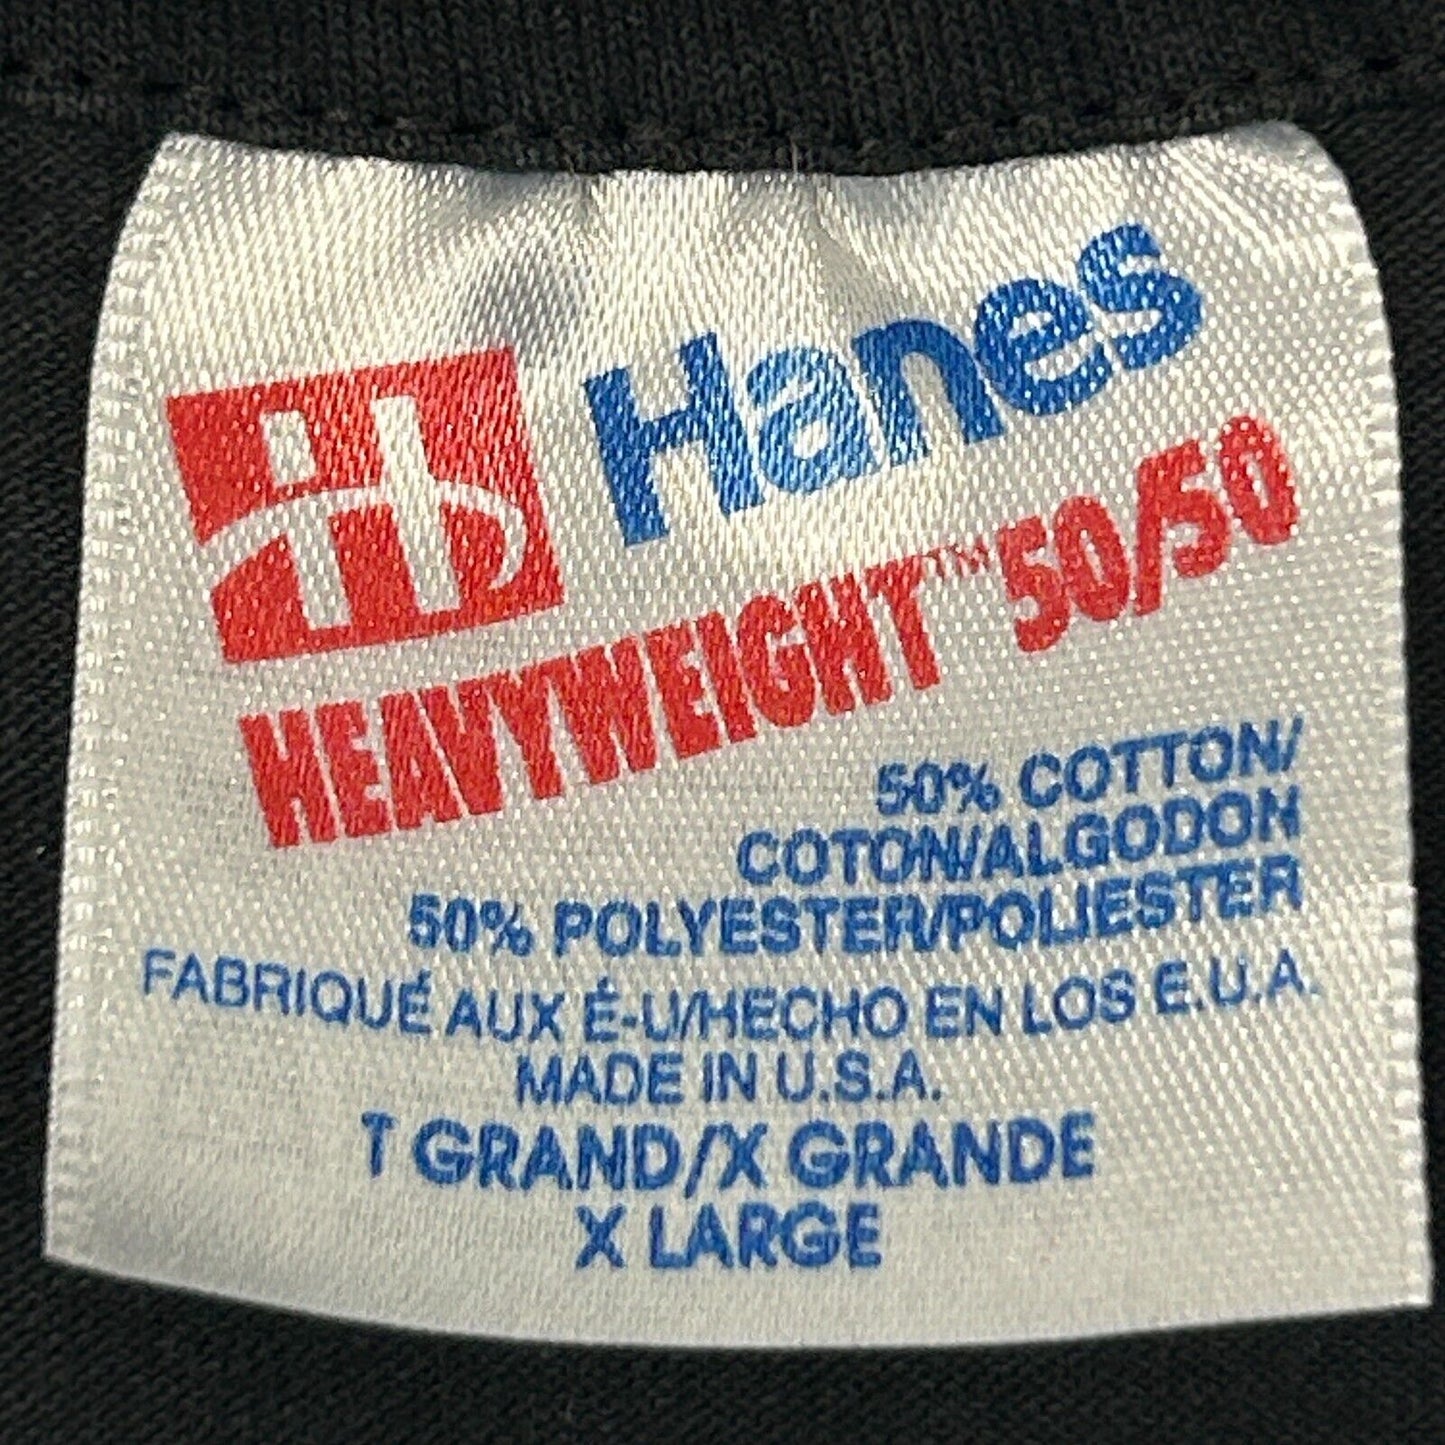 Hanes
HEAVYWEIGHT™ 50/50
50% COTTON/
COTON/ALGODON
50% POLYESTER/POLIESTER
FABRIQUÉ AUX É-U/HECHO EN LOS E.U.A.
MADE IN U.S.A.
T GRAND/X GRANDE
X LARGE